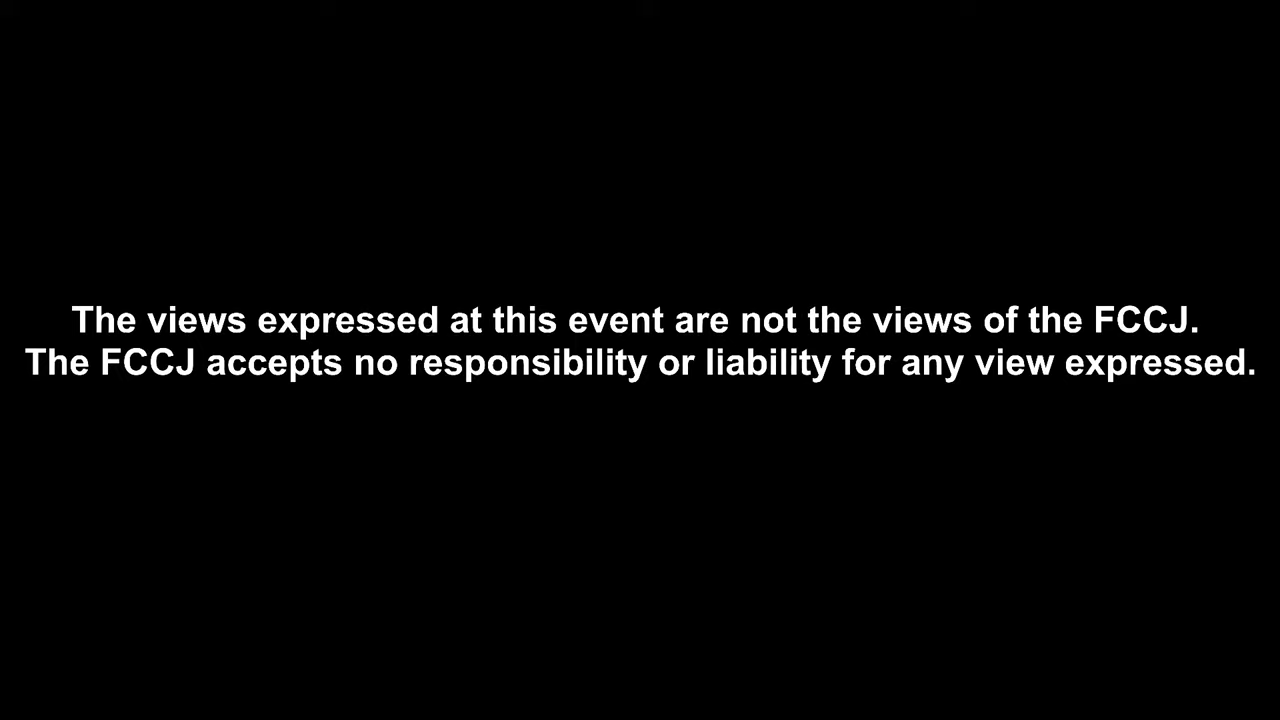 The views expressed at this event are not the views of the FCCJ.
The FCCJ accepts no responsibility or liability for any view expressed.